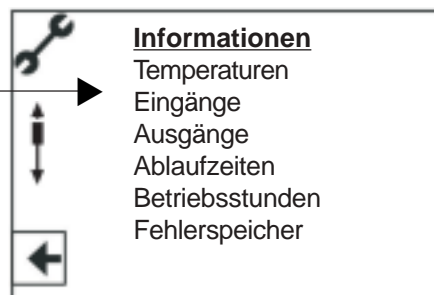 Informationen
Temperaturen
Eingänge
Ausgänge
Ablaufzeiten
Betriebsstunden
Fehlerspeicher